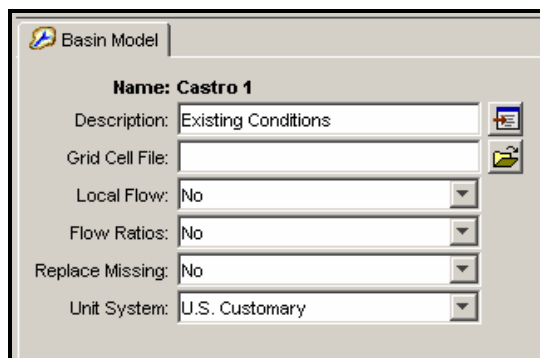 Basin Model
Name: Castro 1
Description: Existing Conditions
Grid Cell File:
Local Flow: No
Flow Ratios: No
Replace Missing: No
Unit System: U.S. Customary